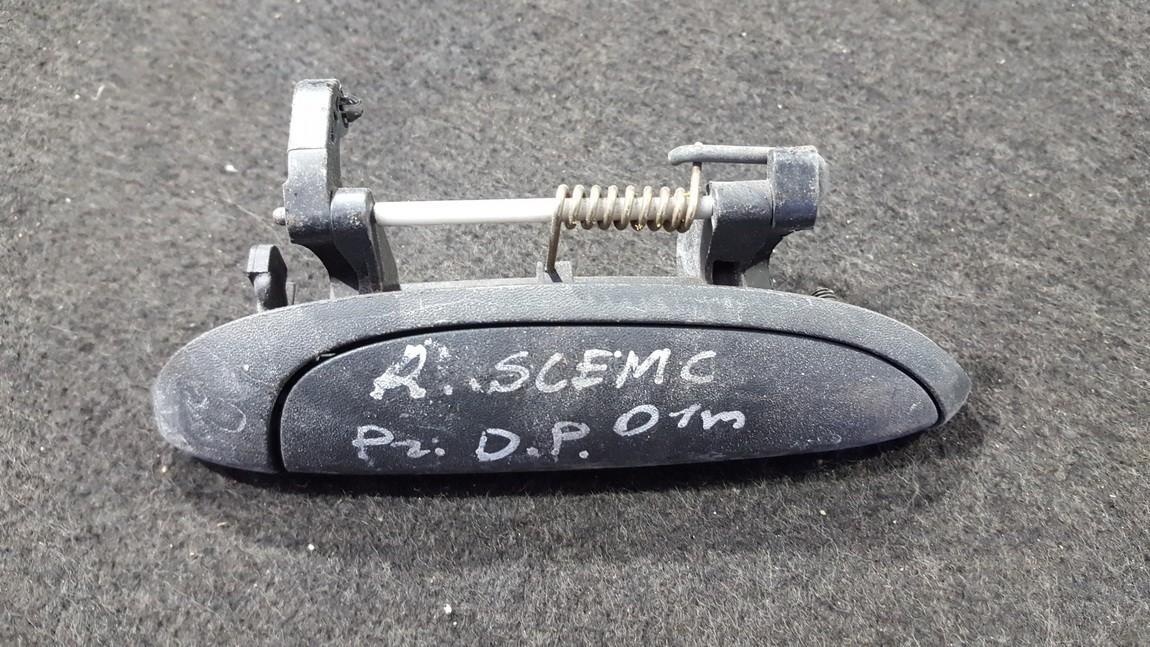 R. SCEMC
Pr. D.P. 01m